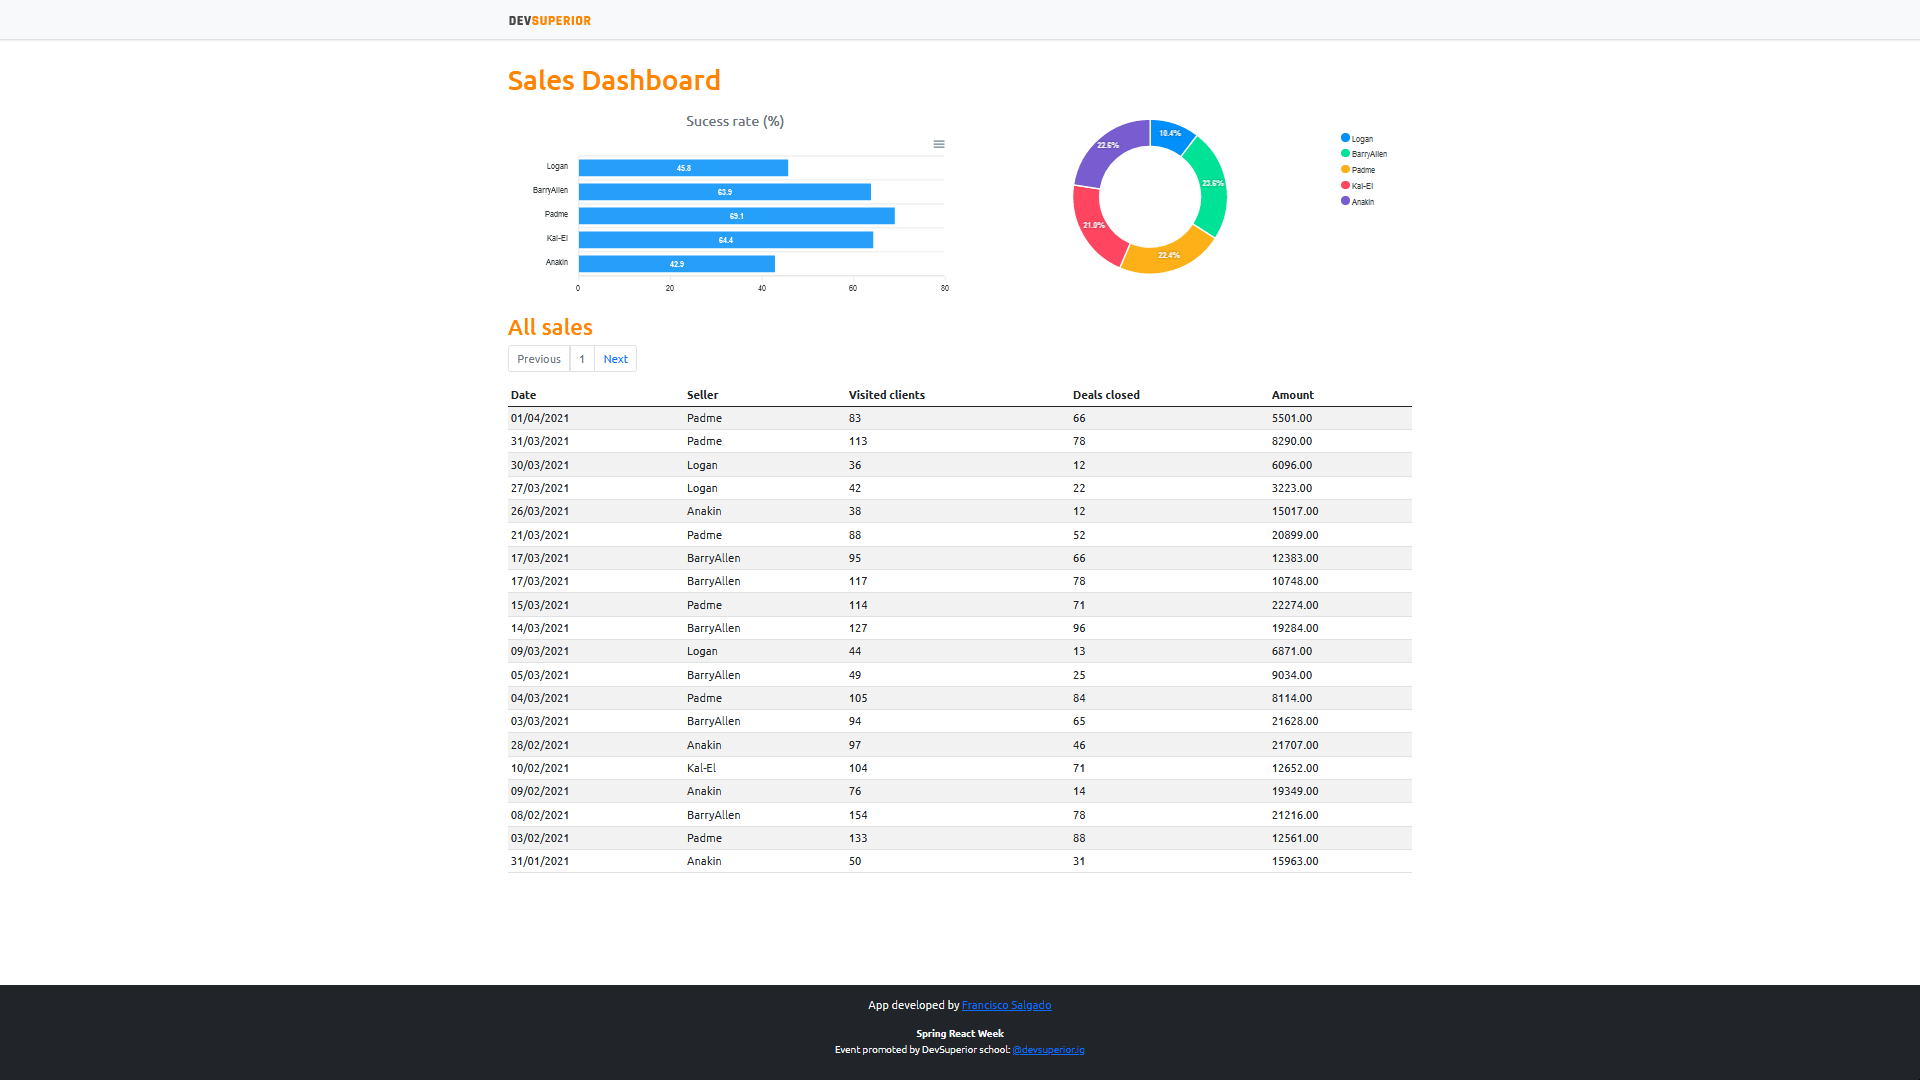 DEVSUPERIOR
Sales Dashboard
Sucess rate (%)
Logan 45.8
BarryAllen 63.9
Padme 69.1
Kal-El 64.4
Anakin 42.9
0 20 40 60 80
10.4%
23.6%
22.4%
21.0%
22.6%
Logan
BarryAllen
Padme
Kal-El
Anakin
All sales
Previous 1 Next
Date Seller Visited clients Deals closed Amount
01/04/2021 Padme 83 66 5501.00
31/03/2021 Padme 113 78 8290.00
30/03/2021 Logan 36 12 6096.00
27/03/2021 Logan 42 22 3223.00
26/03/2021 Anakin 38 12 15017.00
21/03/2021 Padme 88 52 20899.00
17/03/2021 BarryAllen 95 66 12383.00
17/03/2021 BarryAllen 117 78 10748.00
15/03/2021 Padme 114 71 22274.00
14/03/2021 BarryAllen 127 96 19284.00
09/03/2021 Logan 44 13 6871.00
05/03/2021 BarryAllen 49 25 9034.00
04/03/2021 Padme 105 84 8114.00
03/03/2021 BarryAllen 94 65 21628.00
28/02/2021 Anakin 97 46 21707.00
10/02/2021 Kal-El 104 71 12652.00
09/02/2021 Anakin 76 14 19349.00
08/02/2021 BarryAllen 154 78 21216.00
03/02/2021 Padme 133 88 12561.00
31/01/2021 Anakin 50 31 15963.00
App developed by Francisco Salgado
Spring React Week
Event promoted by DevSuperior school: @devsuperior.ig